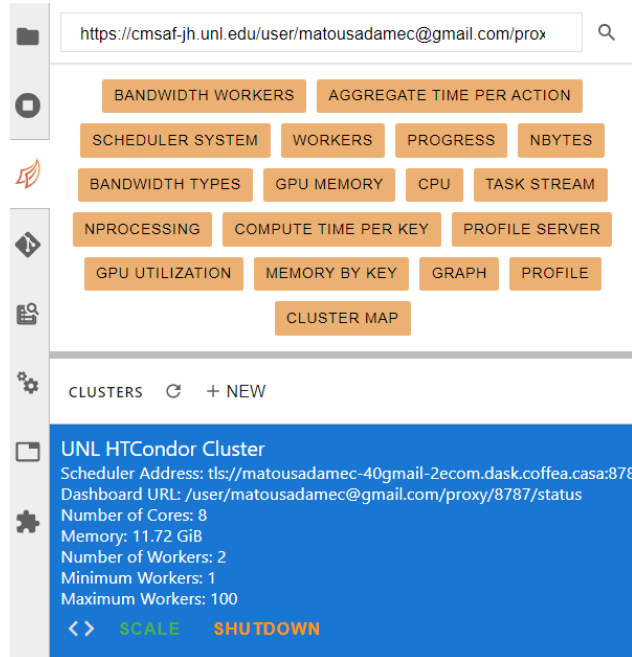 https://cmsaf-jh.unl.edu/user/matousadamec@gmail.com/prox
BANDWIDTH WORKERS AGGREGATE TIME PER ACTION
SCHEDULER SYSTEM WORKERS PROGRESS NBYTES
BANDWIDTH TYPES GPU MEMORY CPU TASK STREAM
NPROCESSING COMPUTE TIME PER KEY PROFILE SERVER
GPU UTILIZATION MEMORY BY KEY GRAPH PROFILE
CLUSTER MAP
CLUSTERS + NEW
UNL HTCondor Cluster
Scheduler Address: tls://matousadamec-40gmail-2ecom.dask.coffea.casa:878
Dashboard URL: /user/matousadamec@gmail.com/proxy/8787/status
Number of Cores: 8
Memory: 11.72 GiB
Number of Workers: 2
Minimum Workers: 1
Maximum Workers: 100
<> SCALE SHUTDOWN